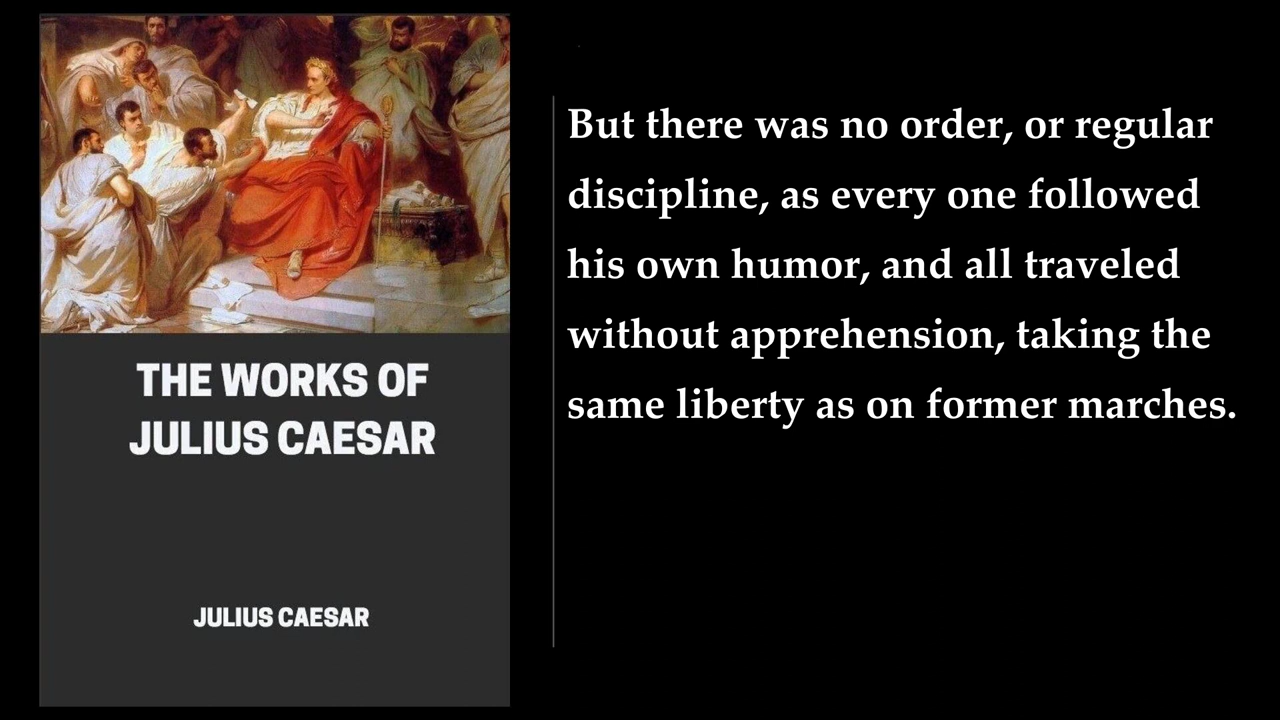 THE WORKS OF
JULIUS CAESAR
JULIUS CAESAR
But there was no order, or regular
discipline, as every one followed
his own humor, and all traveled
without apprehension, taking the
same liberty as on former marches.